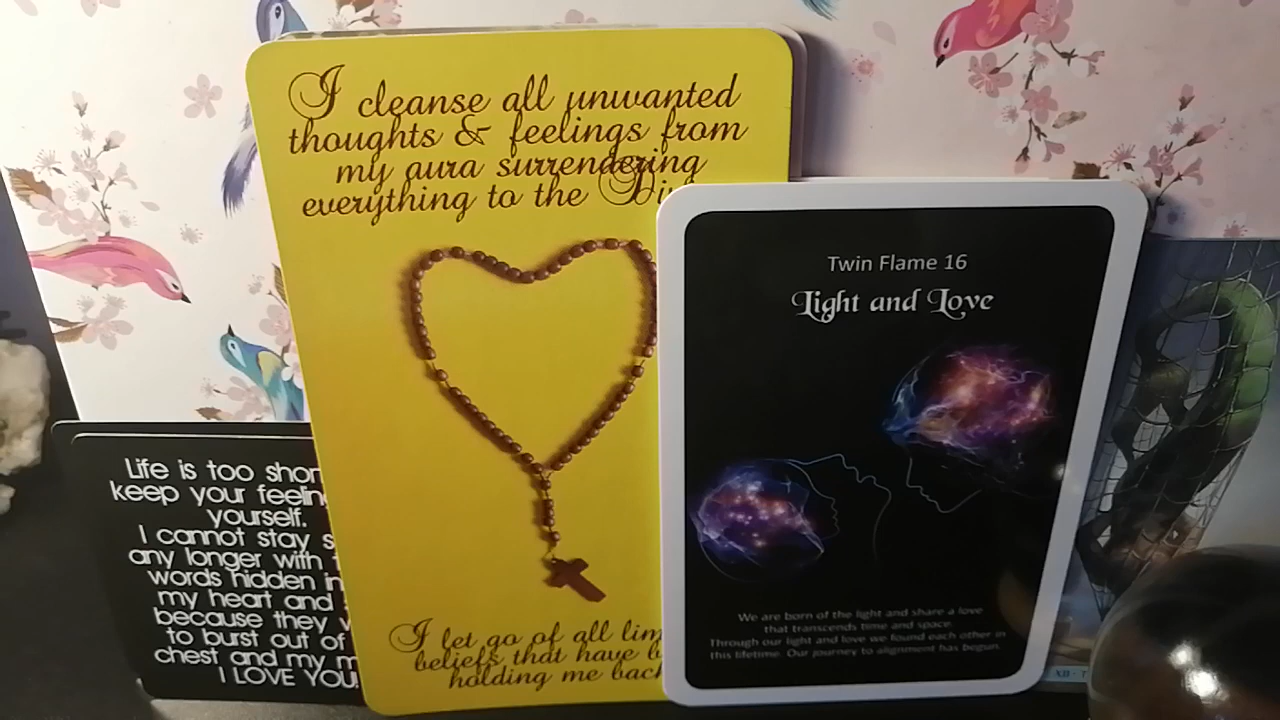 I cleanse all unwanted
thoughts & feelings from
my aura surrendering
everything to the
I let go of all
beliefs that have
holding me back
Twin Flame 16
Light and Love
We are born of the light and share a love
that transcends time and space.
Through our light and love we found each other in
this lifetime. Our journey to alignment has begun.
Life is too
keep your
yourself.
I cannot stay
any longer with
words hidden
my heart and
because they
to burst out of
chest and my
I LOVE YOU
XII